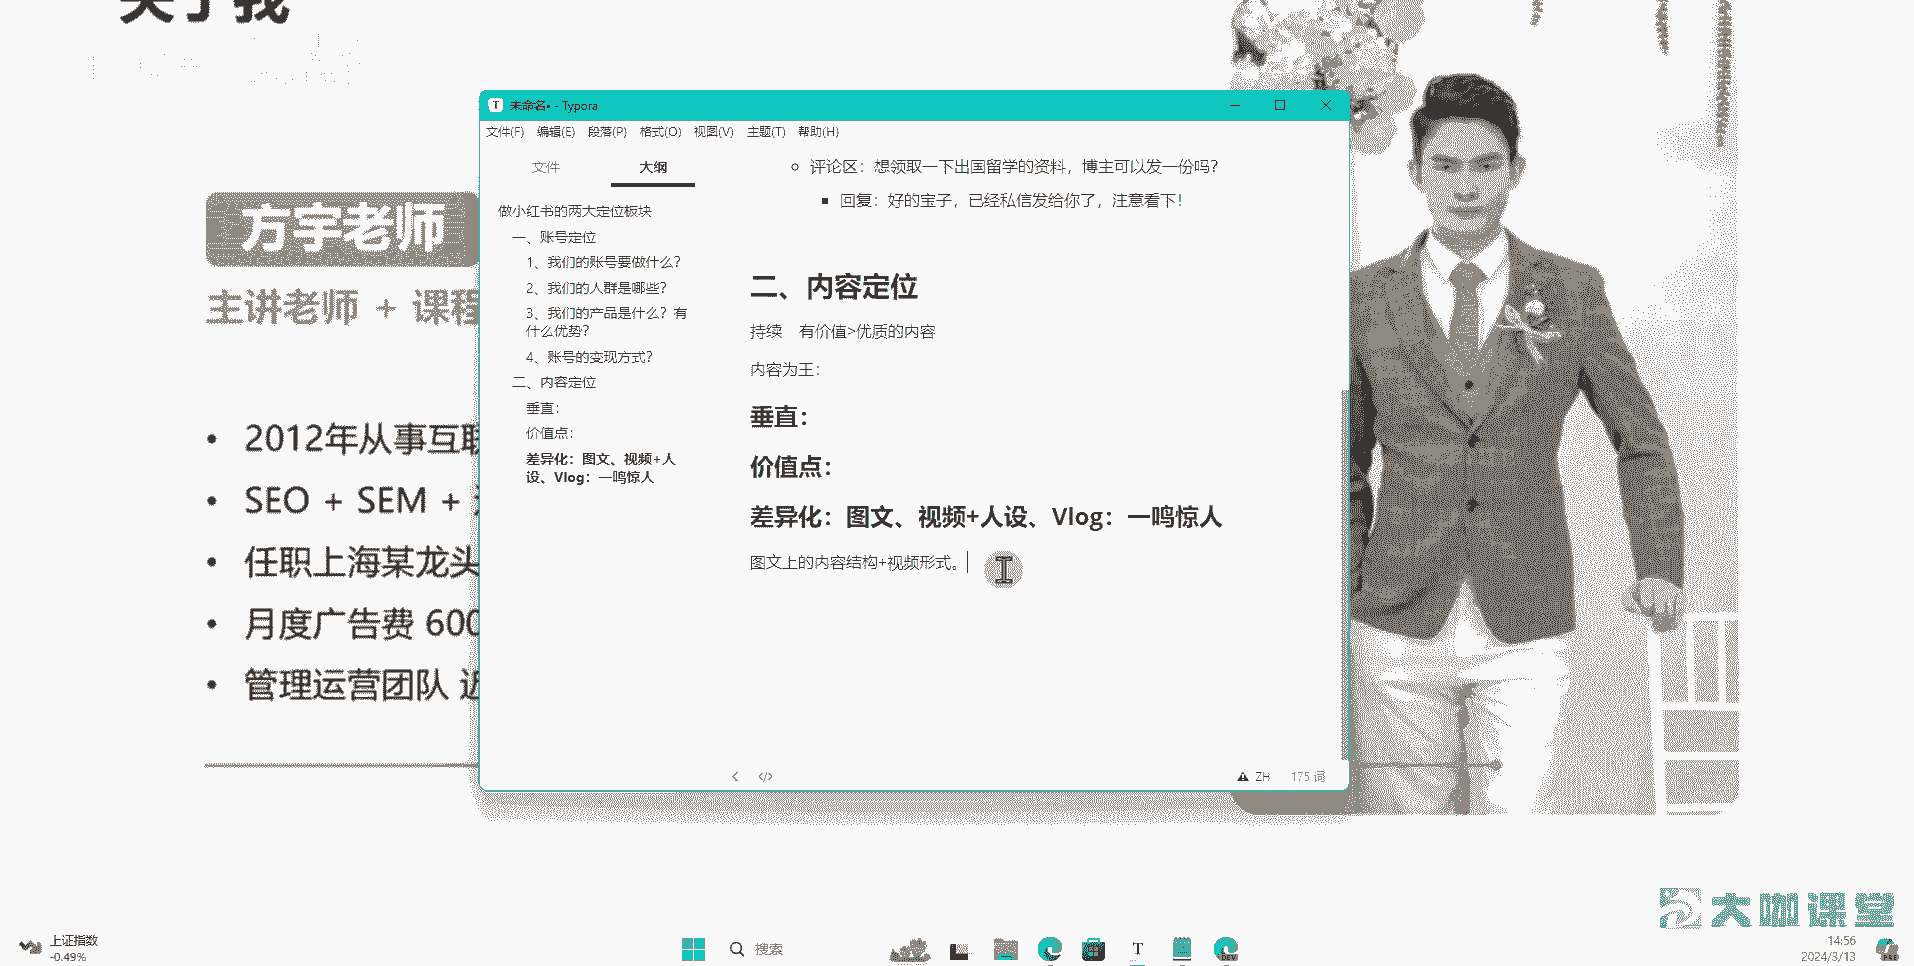 关于我
方宇老师
主讲老师 + 课程
2012年从事互联
SEO + SEM +
任职上海某龙头
月度广告费 600
管理运营团队 近
未命名• - Typora
文件(F) 编辑(E) 段落(P) 格式(O) 视图(V) 主题(T) 帮助(H)
文件 大纲
做小红书的两大定位板块
一、账号定位
1、我们的账号要做什么？
2、我们的人群是哪些？
3、我们的产品是什么？有
什么优势？
4、账号的变现方式？
二、内容定位
垂直：
价值点：
差异化：图文、视频+人
设、Vlog：一鸣惊人
评论区：想领取一下出国留学的资料，博主可以发一份吗？
回复：好的宝子，已经私信发给你了，注意看下！
二、内容定位
持续 有价值>优质的内容
内容为王：
垂直：
价值点：
差异化：图文、视频+人设、Vlog：一鸣惊人
图文上的内容结构+视频形式。
ZH 175 词
大咖课堂
上证指数
-0.49%
搜索
T
DEV
14:56
2024/3/13
PRE